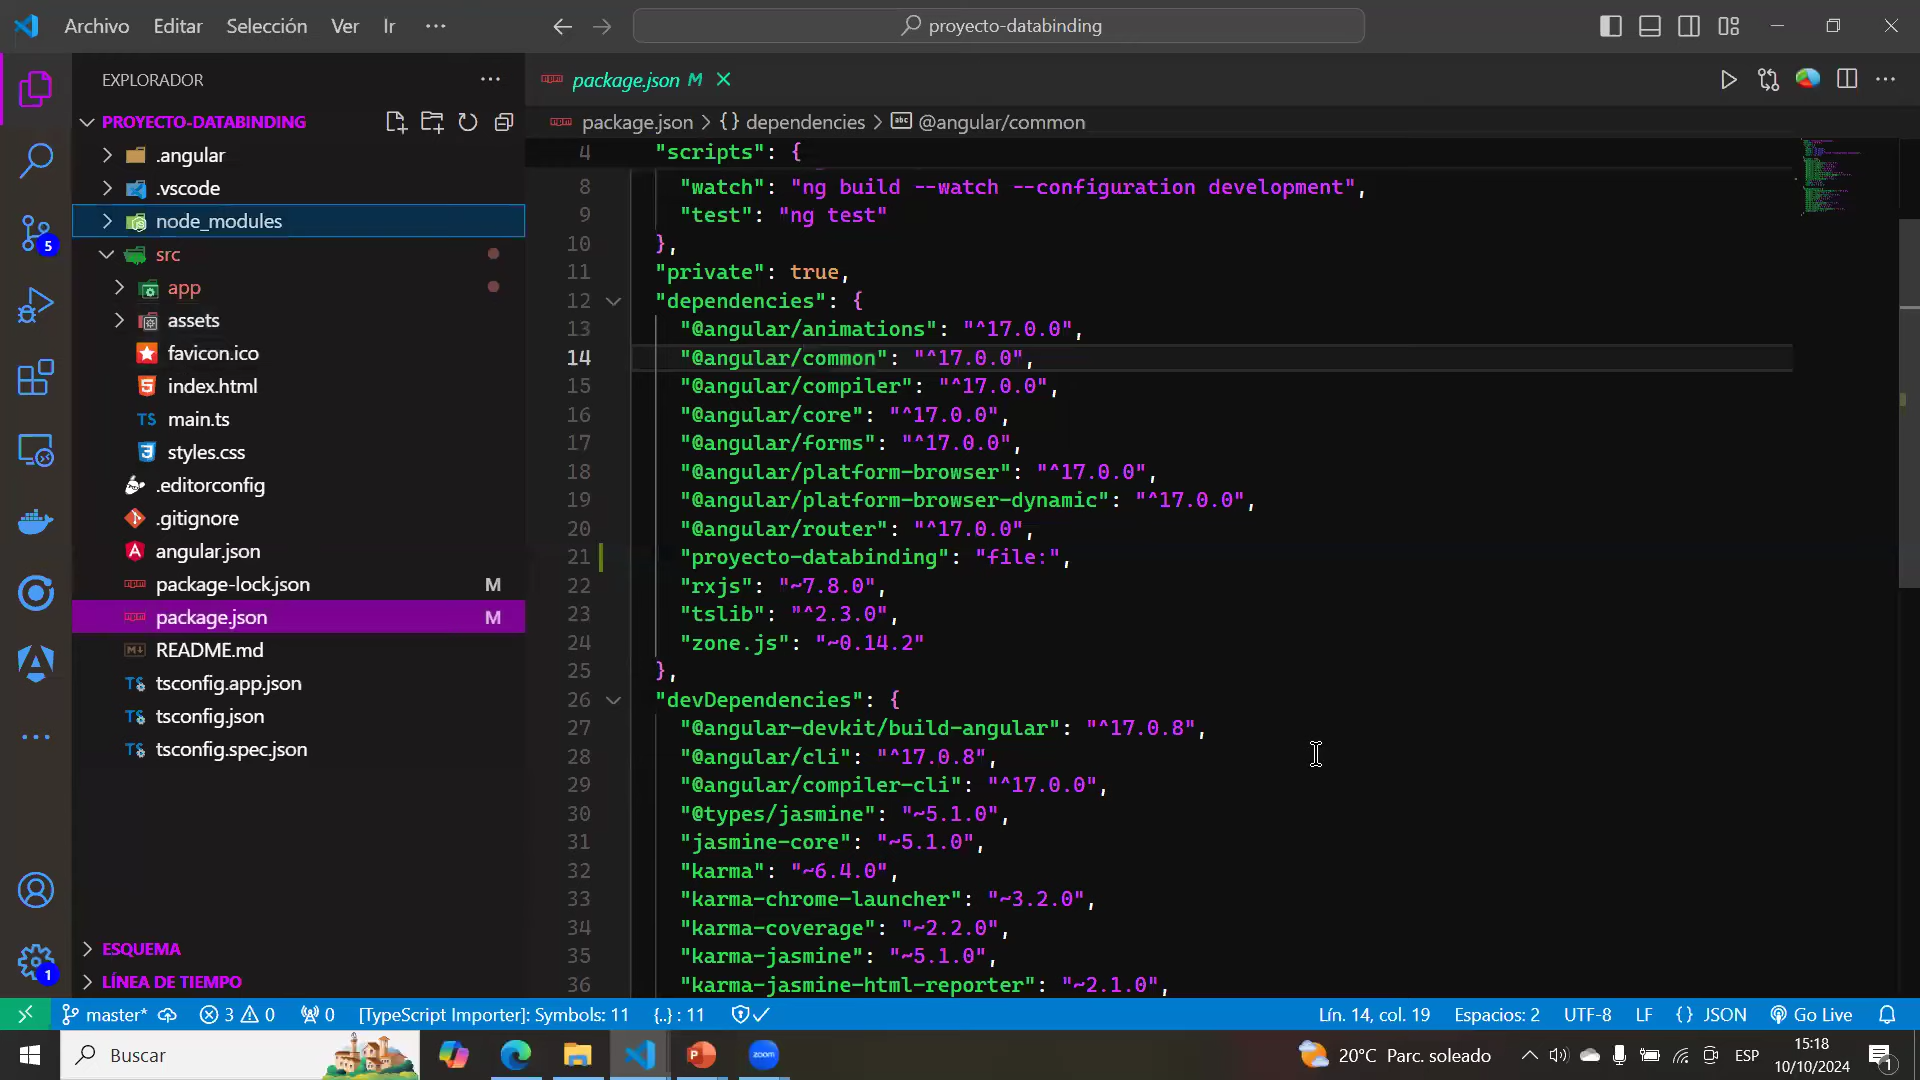 Archivo Editar Selección Ver Ir ···
proyecto-databinding
EXPLORADOR
PROYECTO-DATABINDING
.angular
.vscode
node_modules
src
app
assets
favicon.ico
index.html
TS main.ts
styles.css
.editorconfig
.gitignore
angular.json
package-lock.json M
package.json M
README.md
TS tsconfig.app.json
TS tsconfig.json
TS tsconfig.spec.json
ESQUEMA
LÍNEA DE TIEMPO
5
1
package.json M
package.json > {} dependencies > abc @angular/common
4 "scripts": {
8 "watch": "ng build --watch --configuration development",
9 "test": "ng test"
10 },
11 "private": true,
12 "dependencies": {
13 "@angular/animations": "^17.0.0",
14 "@angular/common": "^17.0.0",
15 "@angular/compiler": "^17.0.0",
16 "@angular/core": "^17.0.0",
17 "@angular/forms": "^17.0.0",
18 "@angular/platform-browser": "^17.0.0",
19 "@angular/platform-browser-dynamic": "^17.0.0",
20 "@angular/router": "^17.0.0",
21 "proyecto-databinding": "file:",
22 "rxjs": "~7.8.0",
23 "tslib": "^2.3.0",
24 "zone.js": "~0.14.2"
25 },
26 "devDependencies": {
27 "@angular-devkit/build-angular": "^17.0.8",
28 "@angular/cli": "^17.0.8",
29 "@angular/compiler-cli": "^17.0.0",
30 "@types/jasmine": "~5.1.0",
31 "jasmine-core": "~5.1.0",
32 "karma": "~6.4.0",
33 "karma-chrome-launcher": "~3.2.0",
34 "karma-coverage": "~2.2.0",
35 "karma-jasmine": "~5.1.0",
36 "karma-jasmine-html-reporter": "~2.1.0",
master* 3 0 0 [TypeScript Importer]: Symbols: 11 {..} : 11 Lín. 14, col. 19 Espacios: 2 UTF-8 LF {} JSON Go Live
Buscar zoom 20°C Parc. soleado ESP 15:18
10/10/2024 1